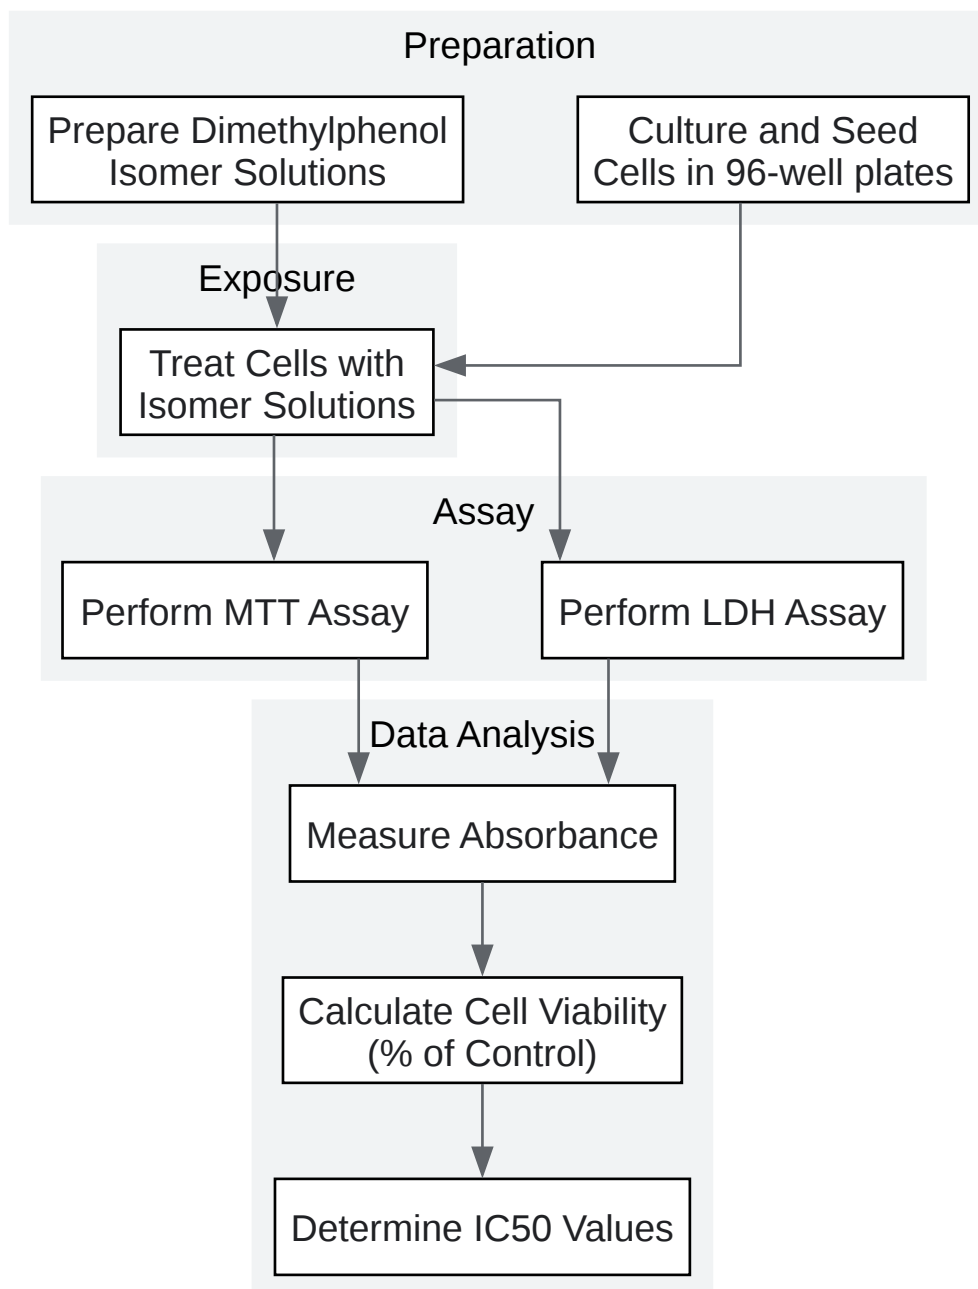 Preparation
Prepare Dimethylphenol
Isomer Solutions
Culture and Seed
Cells in 96-well plates
Exposure
Treat Cells with
Isomer Solutions
Assay
Perform MTT Assay
Perform LDH Assay
Data Analysis
Measure Absorbance
Calculate Cell Viability
(% of Control)
Determine IC50 Values